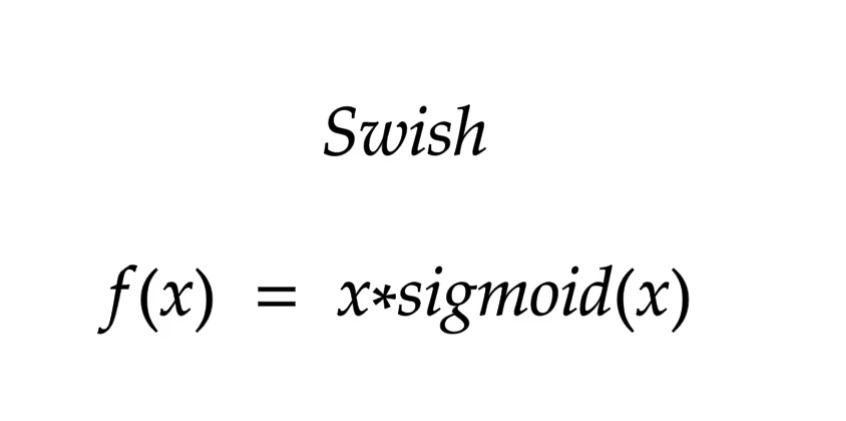 Swish
f(x) = x*sigmoid(x)